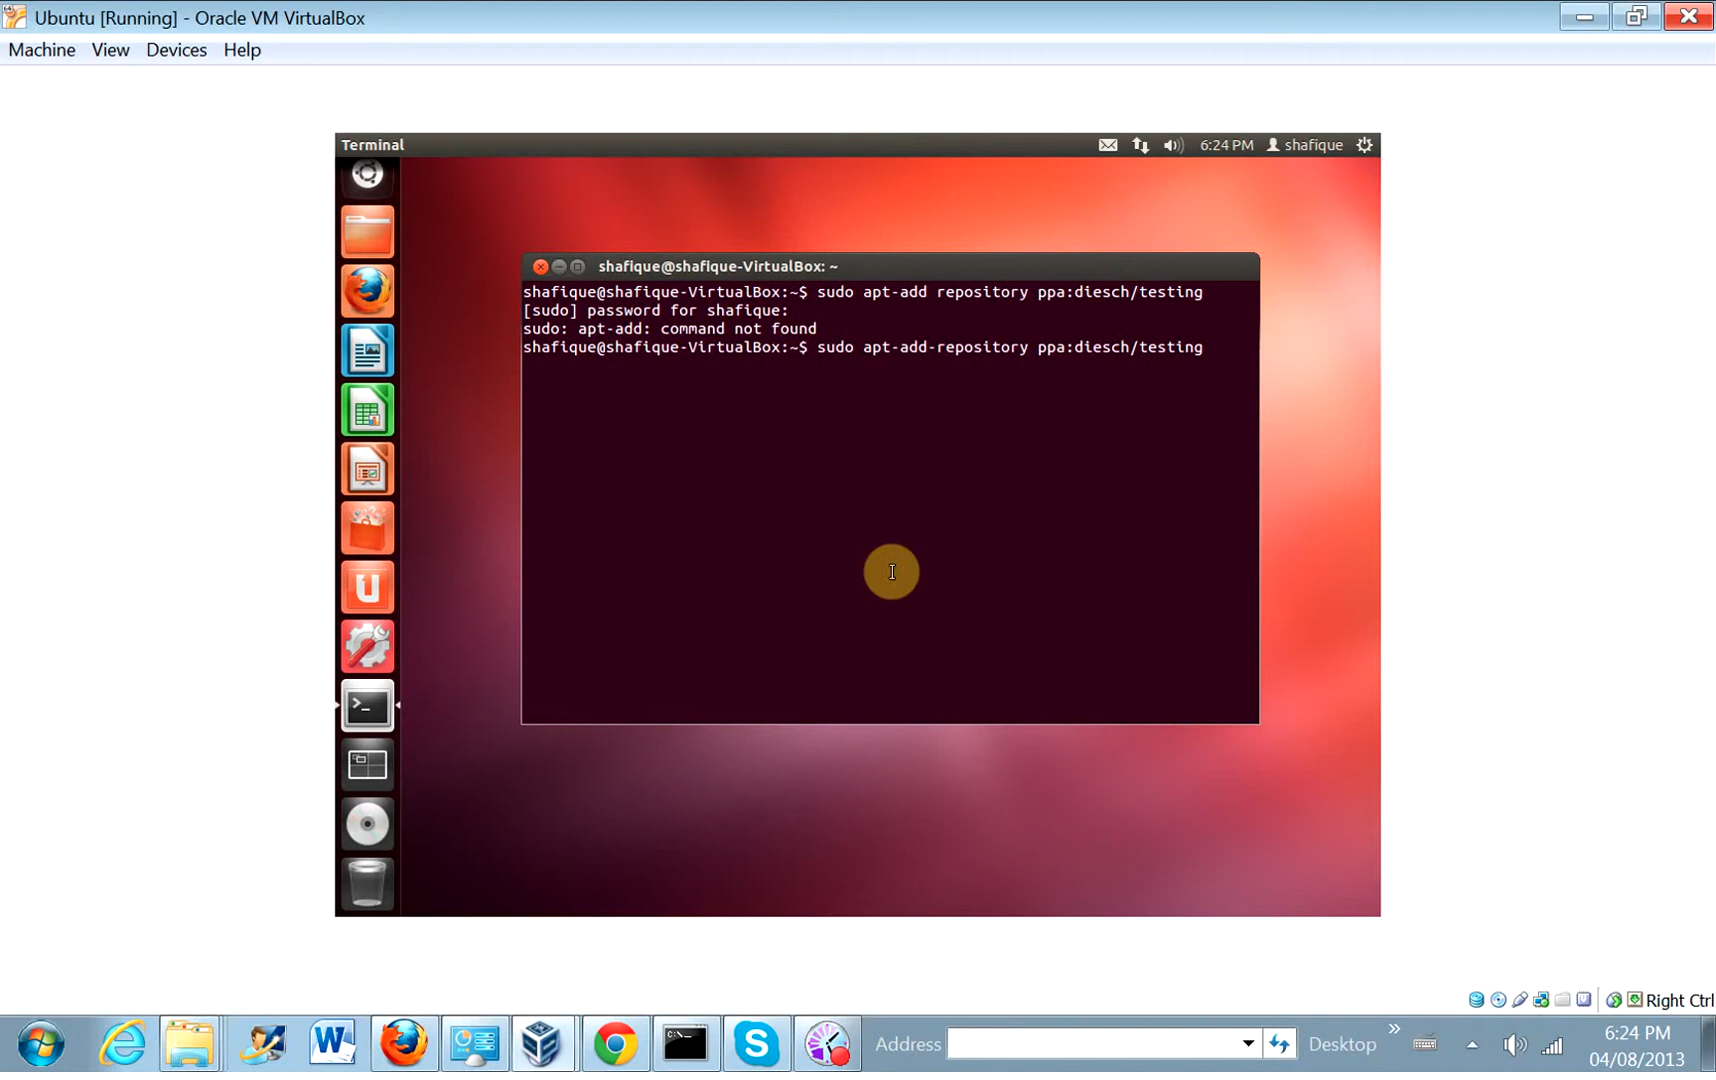 Ubuntu [Running] - Oracle VM VirtualBox
Machine View Devices Help
Terminal
6:24 PM shafique
shafique@shafique-VirtualBox: ~
shafique@shafique-VirtualBox:~$ sudo apt-add repository ppa:diesch/testing
[sudo] password for shafique:
sudo: apt-add: command not found
shafique@shafique-VirtualBox:~$ sudo apt-add-repository ppa:diesch/testing
Right Ctrl
Address
Desktop
6:24 PM
04/08/2013